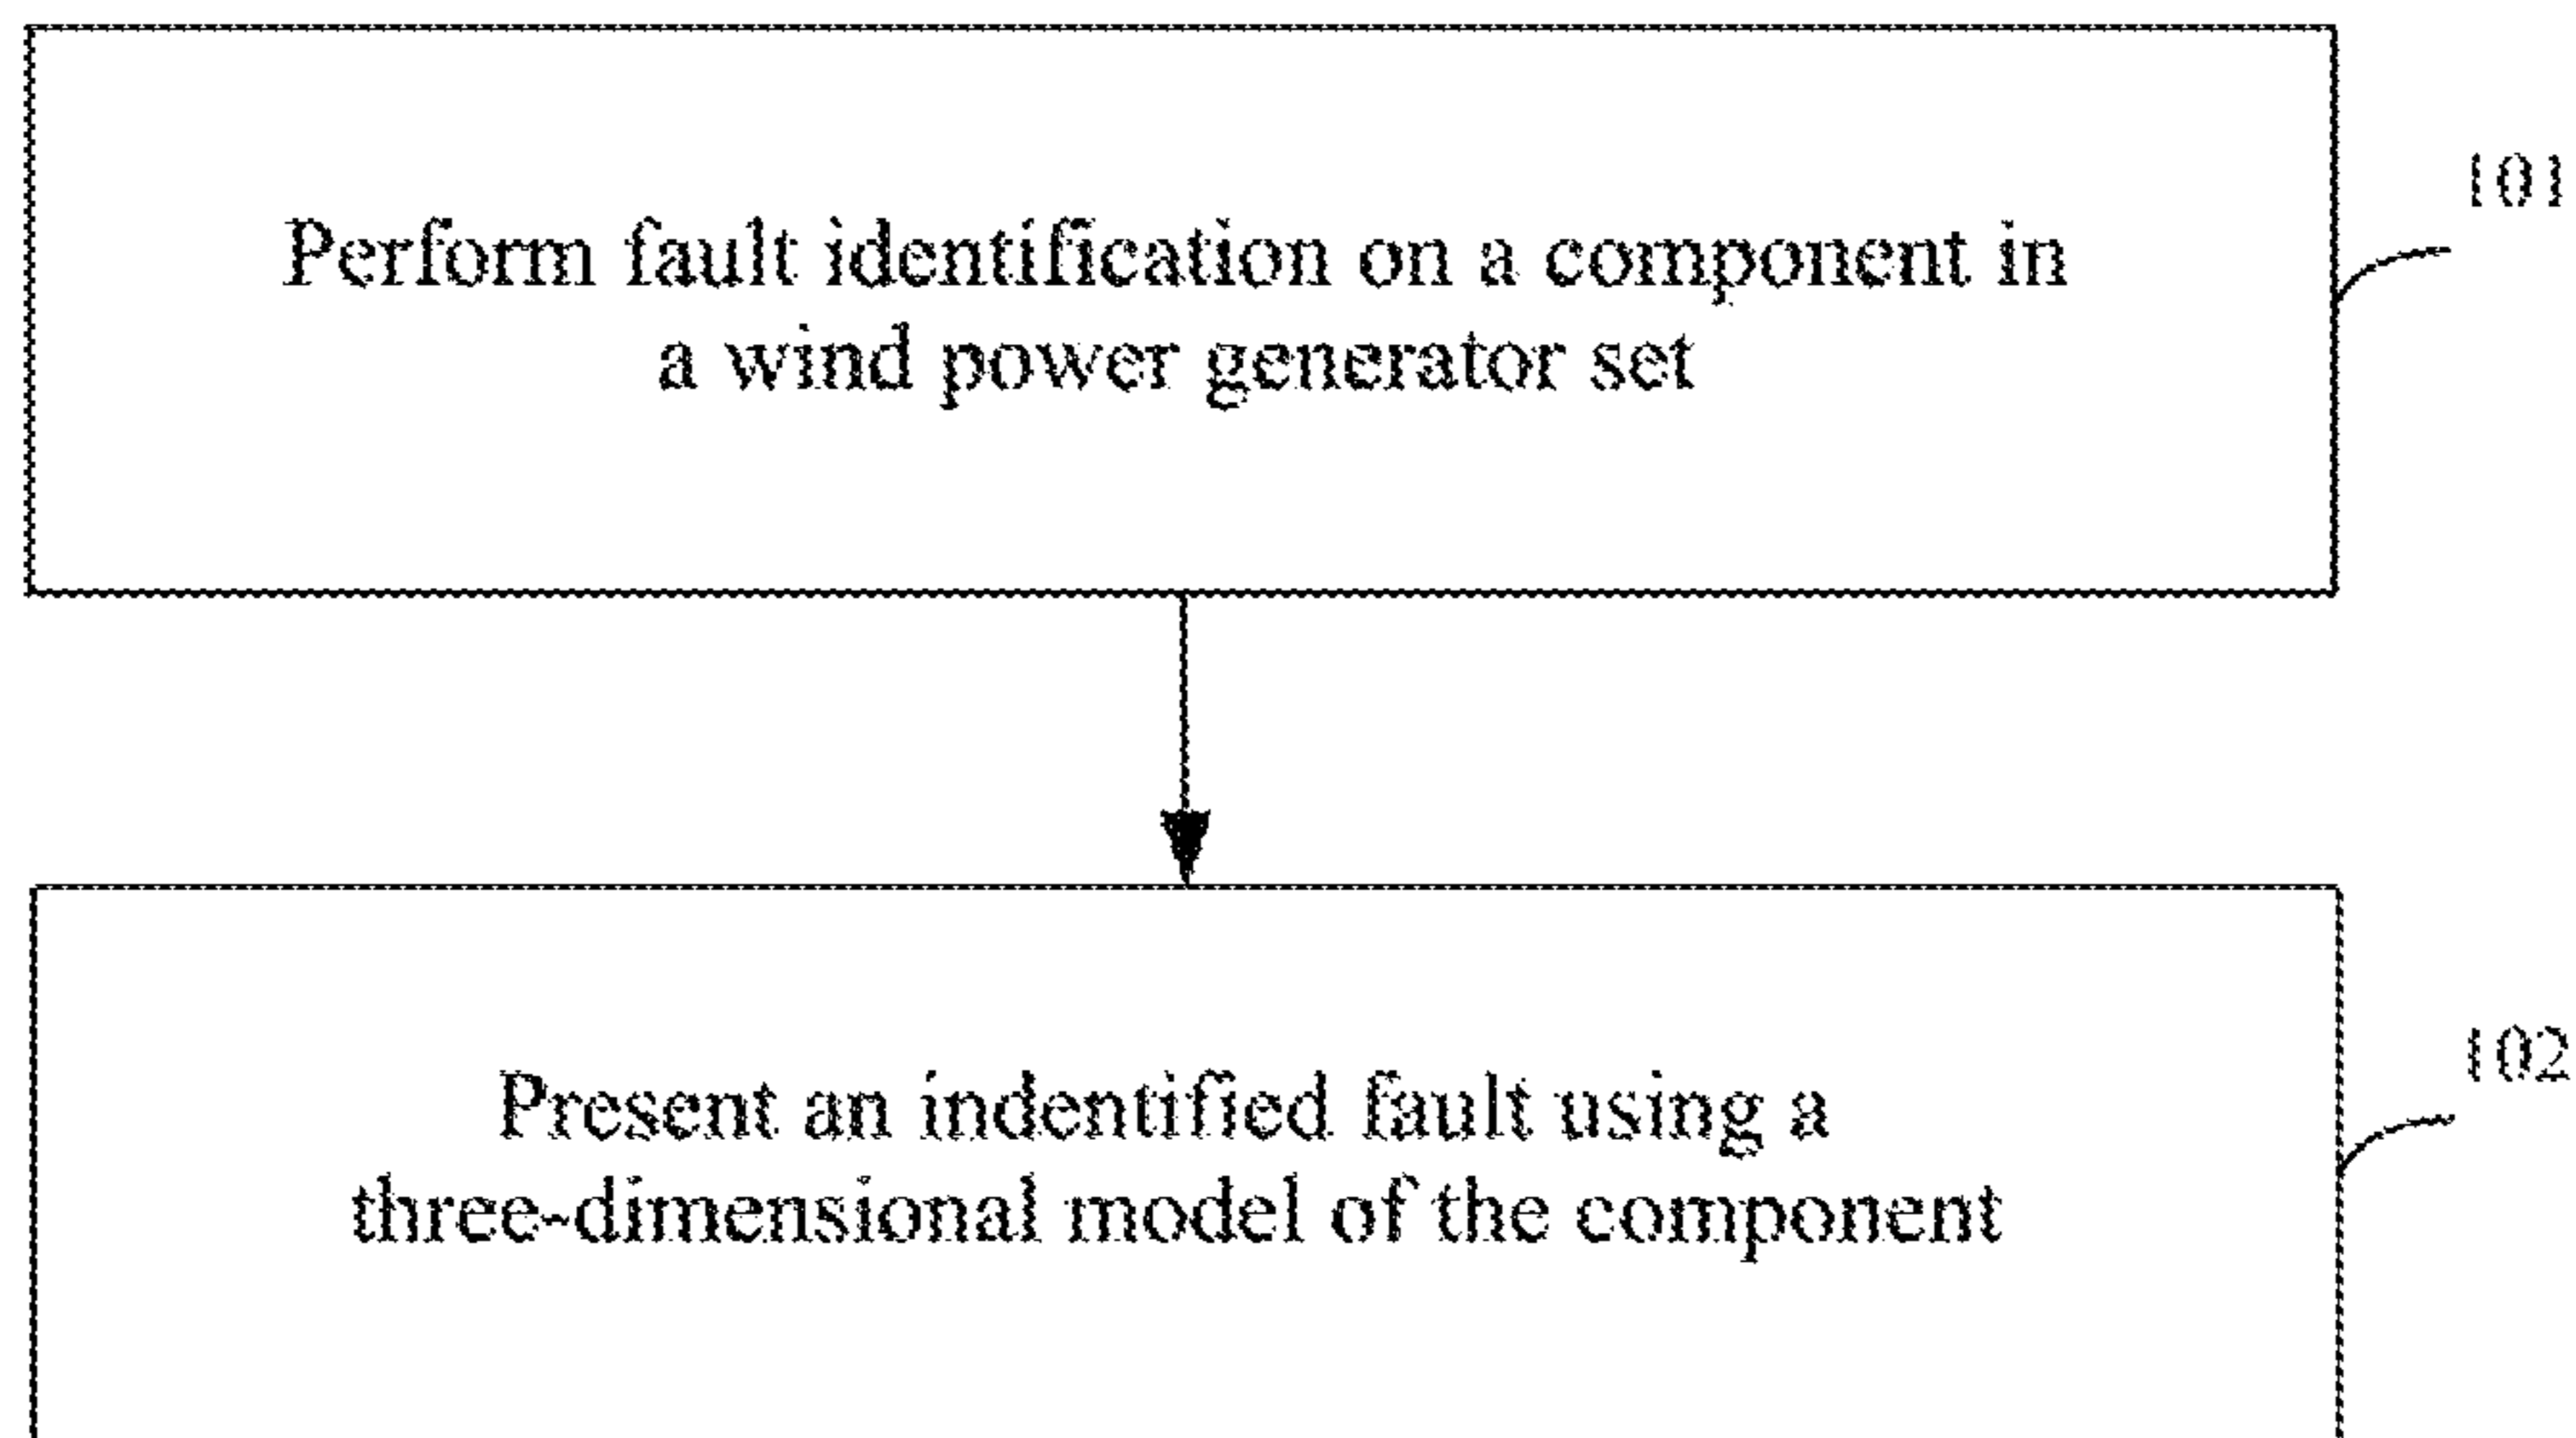 101
Perform fault identification on a component in
a wind power generator set
102
Present an indentified fault using a
three-dimensional model of the component